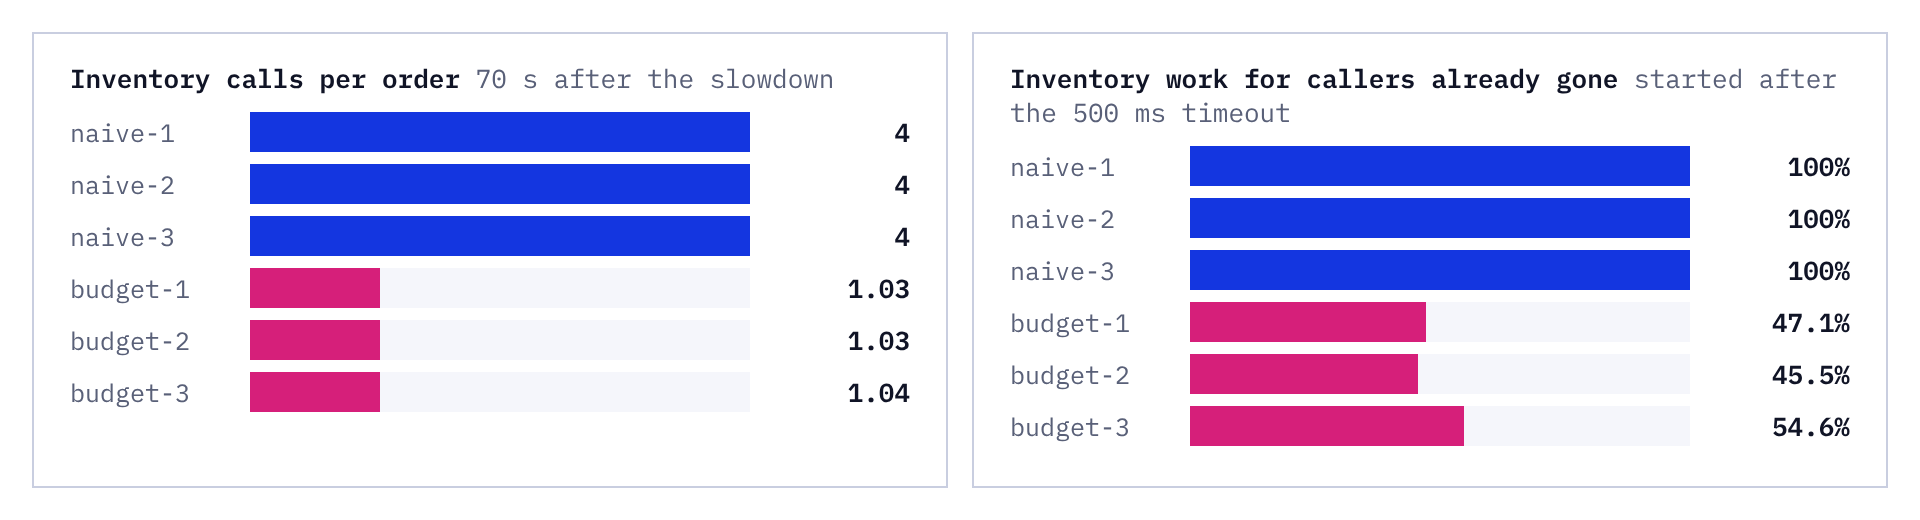 Inventory calls per order 70 s after the slowdown
naive-1 4
naive-2 4
naive-3 4
budget-1 1.03
budget-2 1.03
budget-3 1.04
Inventory work for callers already gone started after
the 500 ms timeout
naive-1 100%
naive-2 100%
naive-3 100%
budget-1 47.1%
budget-2 45.5%
budget-3 54.6%